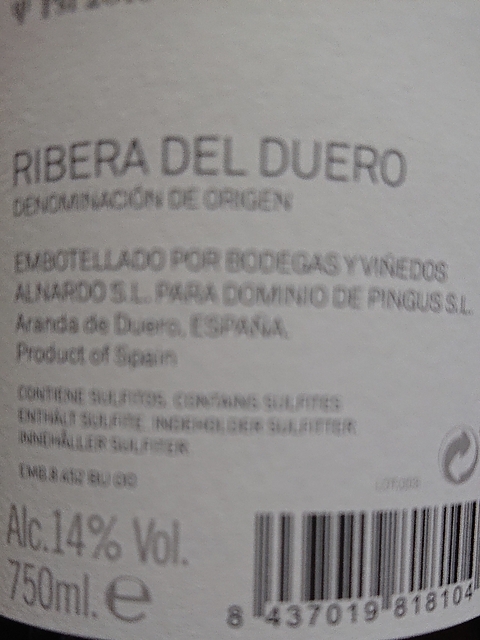 RIBERA DEL DUERO
DENOMINACIÓN DE ORIGEN
EMBOTELLADO POR BODEGAS Y VIÑEDOS
ALNARDO S.L. PARA DOMINIO DE PINGUS S.L.
Aranda de Duero, ESPAÑA.
Product of Spain
CONTIENE SULFITOS, CONTAINS SULFITES
ENTHÄLT SULFITE, INDEHOLDER SULFITTER
INNEHÅLLER SULFITER
Alc.14% Vol.
750ml. e
8 437019 818104